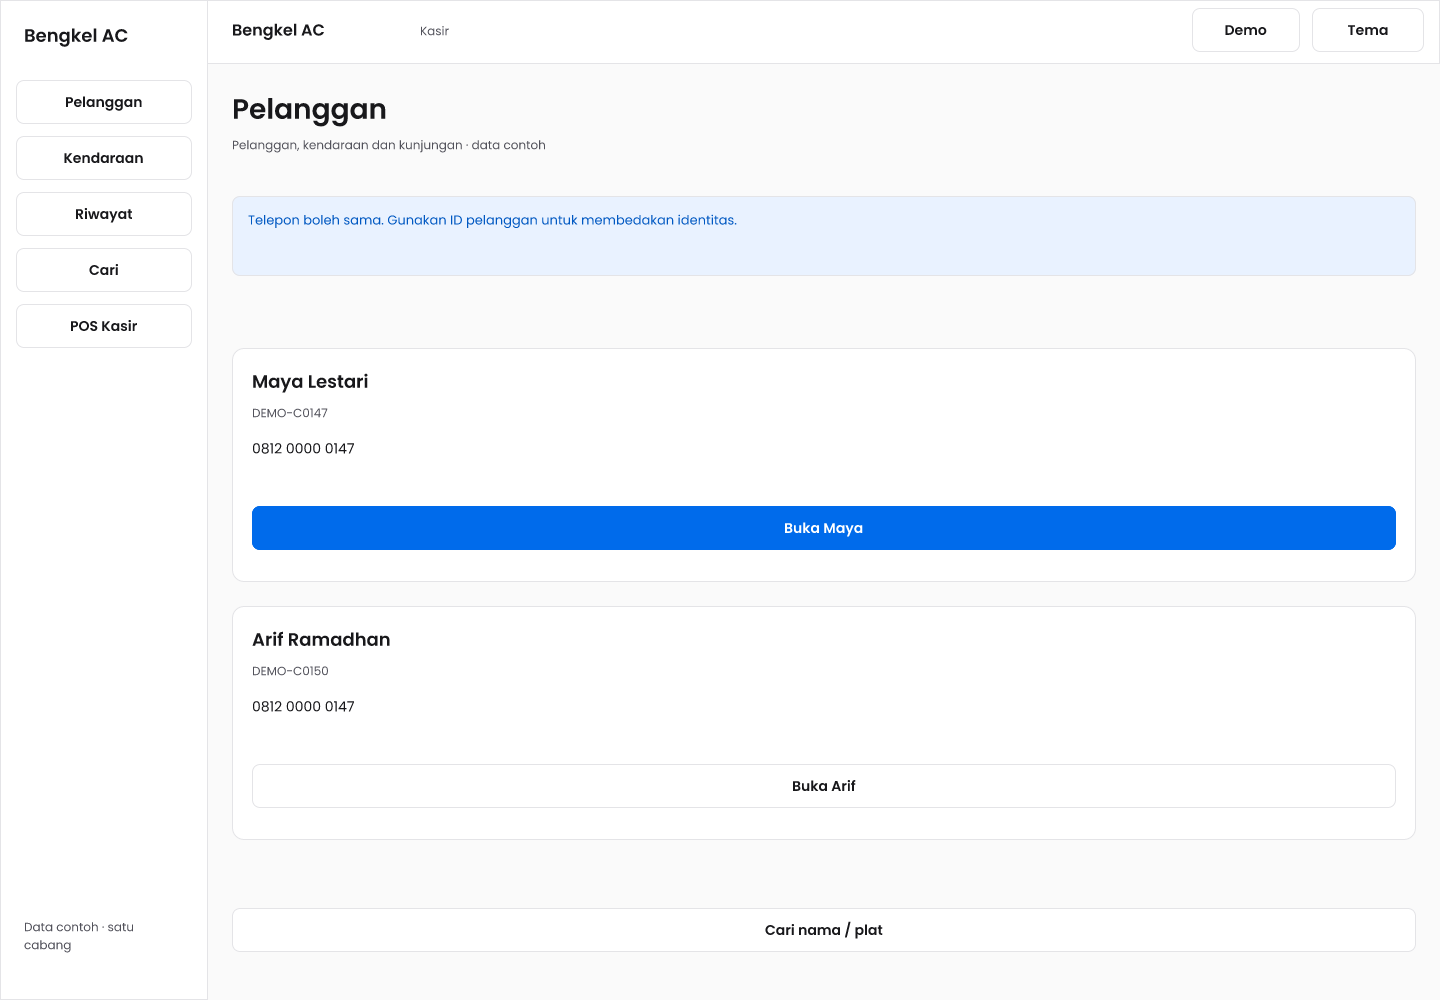 Bengkel AC
Pelanggan
Kendaraan
Riwayat
Cari
POS Kasir
Data contoh · satu
cabang
Bengkel AC
Kasir
Demo
Tema
Pelanggan
Pelanggan, kendaraan dan kunjungan · data contoh
Telepon boleh sama. Gunakan ID pelanggan untuk membedakan identitas.
Maya Lestari
DEMO-C0147
0812 0000 0147
Buka Maya
Arif Ramadhan
DEMO-C0150
0812 0000 0147
Buka Arif
Cari nama / plat